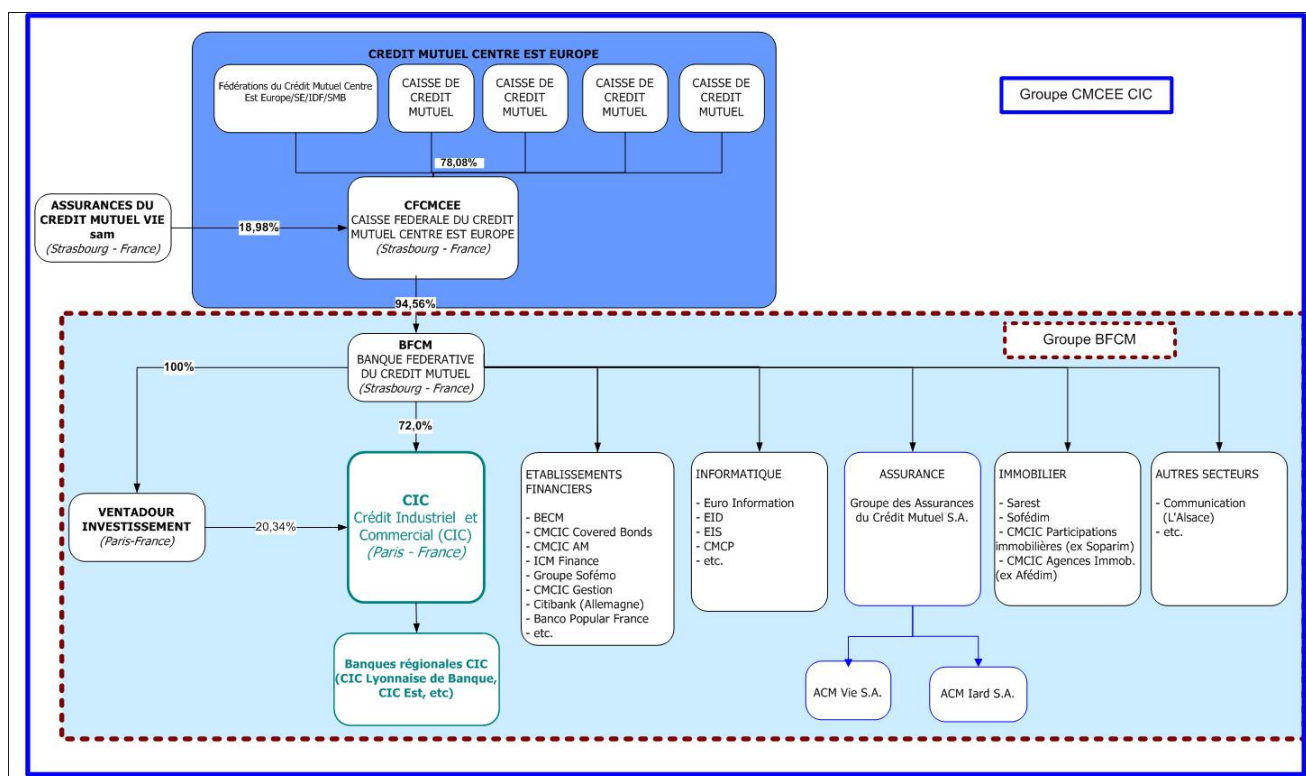 CREDIT MUTUEL CENTRE EST EUROPE
Fédérations du Crédit Mutuel Centre
Est Europe/SE/IDF/SMB
CAISSE DE
CREDIT
MUTUEL
CAISSE DE
CREDIT
MUTUEL
CAISSE DE
CREDIT
MUTUEL
CAISSE DE
CREDIT
MUTUEL
Groupe CMCEE CIC
78,08%
ASSURANCES DU
CREDIT MUTUEL VIE
sam
(Strasbourg - France)
18,98%
CFCMCEE
CAISSE FEDERALE DU CREDIT
MUTUEL CENTRE EST EUROPE
(Strasbourg - France)
94,56%
Groupe BFCM
BFCM
BANQUE FEDERATIVE
DU CREDIT MUTUEL
(Strasbourg - France)
100%
72,0%
VENTADOUR
INVESTISSEMENT
(Paris-France)
20,34%
CIC
Crédit Industriel et
Commercial (CIC)
(Paris - France)
ETABLISSEMENTS
FINANCIERS
- BECM
- CMCIC Covered Bonds
- CMCIC AM
- ICM Finance
- Groupe Sofémo
- CMCIC Gestion
- Citibank (Allemagne)
- Banco Popular France
- etc.
INFORMATIQUE
- Euro Information
- EID
- EIS
- CMCP
- etc.
ASSURANCE
Groupe des Assurances
du Crédit Mutuel S.A.
IMMOBILIER
- Sarest
- Sofédim
- CMCIC Participations
immobilières (ex Soparim)
- CMCIC Agences Immob.
(ex Afédim)
AUTRES SECTEURS
- Communication
(L'Alsace)
- etc.
Banques régionales CIC
(CIC Lyonnaise de Banque,
CIC Est, etc)
ACM Vie S.A.
ACM Iard S.A.